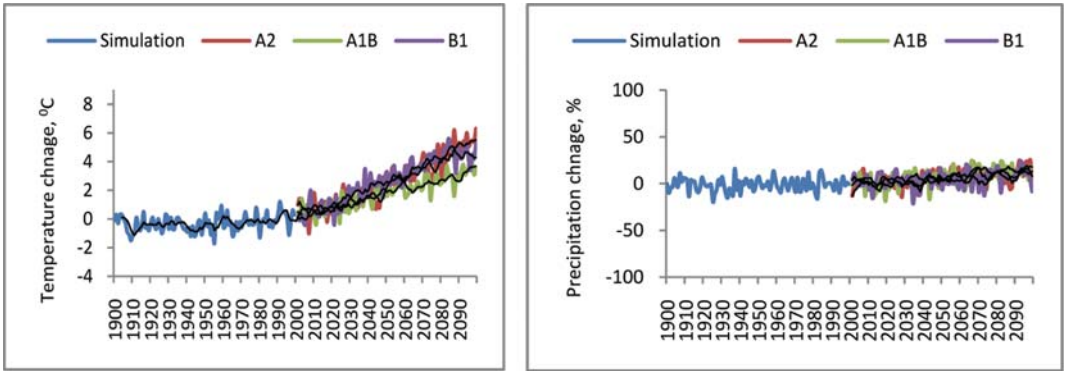 Simulation A2 A1B B1
Temperature chnage, ⁰C
8
6
4
2
0
-2
-4
1900 1910 1920 1930 1940 1950 1960 1970 1980 1990 2000 2010 2020 2030 2040 2050 2060 2070 2080 2090
Simulation A2 A1B B1
Precipitation chnage, %
100
50
0
-50
-100
1900 1910 1920 1930 1940 1950 1960 1970 1980 1990 2000 2010 2020 2030 2040 2050 2060 2070 2080 2090